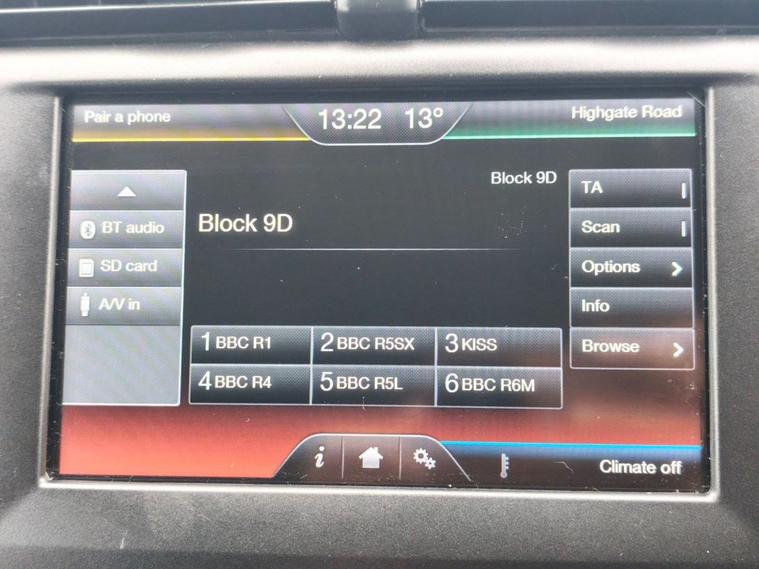 Pair a phone
13:22 13°
Highgate Road
Block 9D
TA
BT audio
Block 9D
Scan
SD card
Options
A/V in
Info
1 BBC R1
2 BBC R5SX
3 KISS
Browse
4 BBC R4
5 BBC R5L
6 BBC R6M
i
Climate off